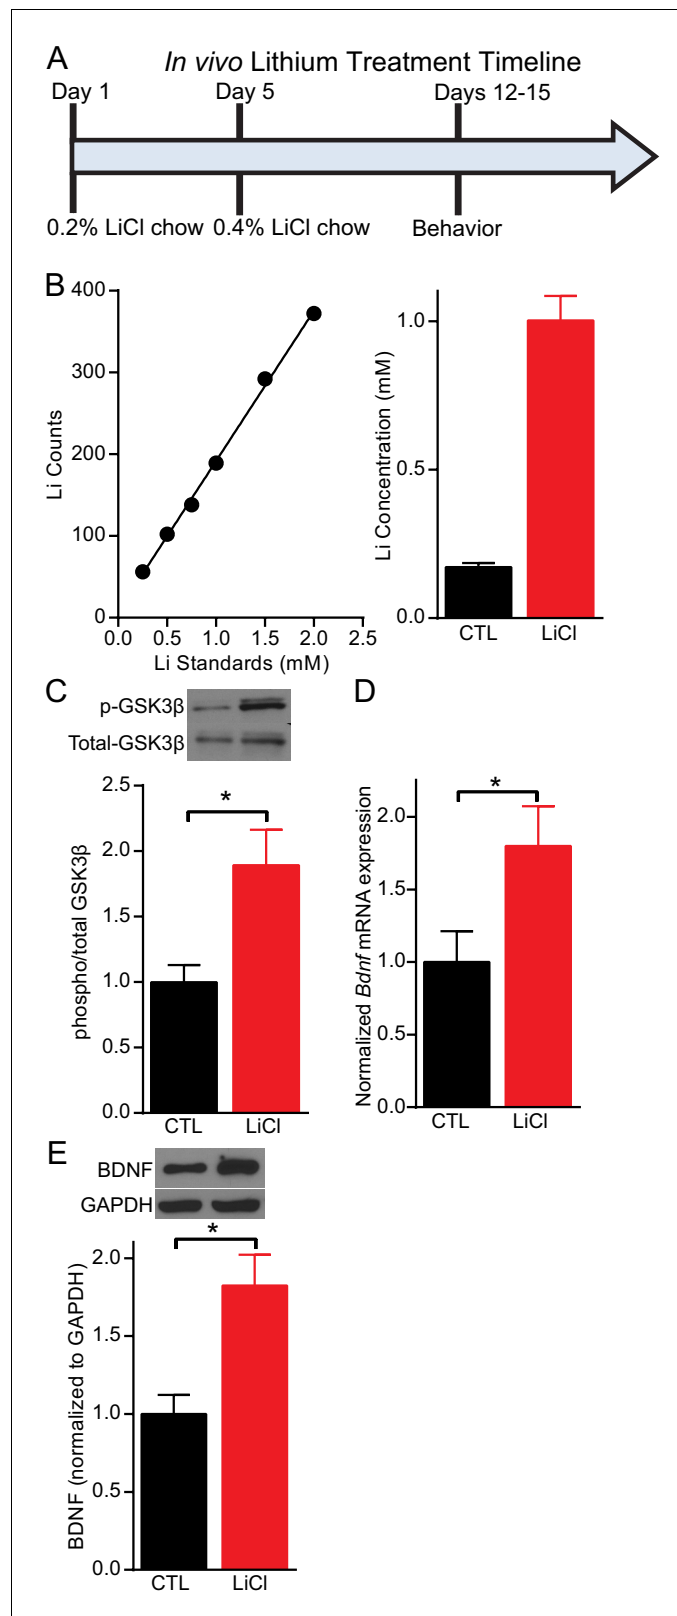 A
In vivo Lithium Treatment Timeline
Day 1
Day 5
Days 12-15
0.2% LiCl chow
0.4% LiCl chow
Behavior
B
400
300
200
100
0
Li Counts
0.0 0.5 1.0 1.5 2.0 2.5
Li Standards (mM)
1.0
0.5
0.0
Li Concentration (mM)
CTL LiCl
C
p-GSK3β
Total-GSK3β
2.5
2.0
1.5
1.0
0.5
0.0
phospho/total GSK3β
*
CTL LiCl
D
2.0
1.5
1.0
0.5
0.0
Normalized Bdnf mRNA expression
*
CTL LiCl
E
BDNF
GAPDH
2.0
1.5
1.0
0.5
0.0
BDNF (normalized to GAPDH)
*
CTL LiCl